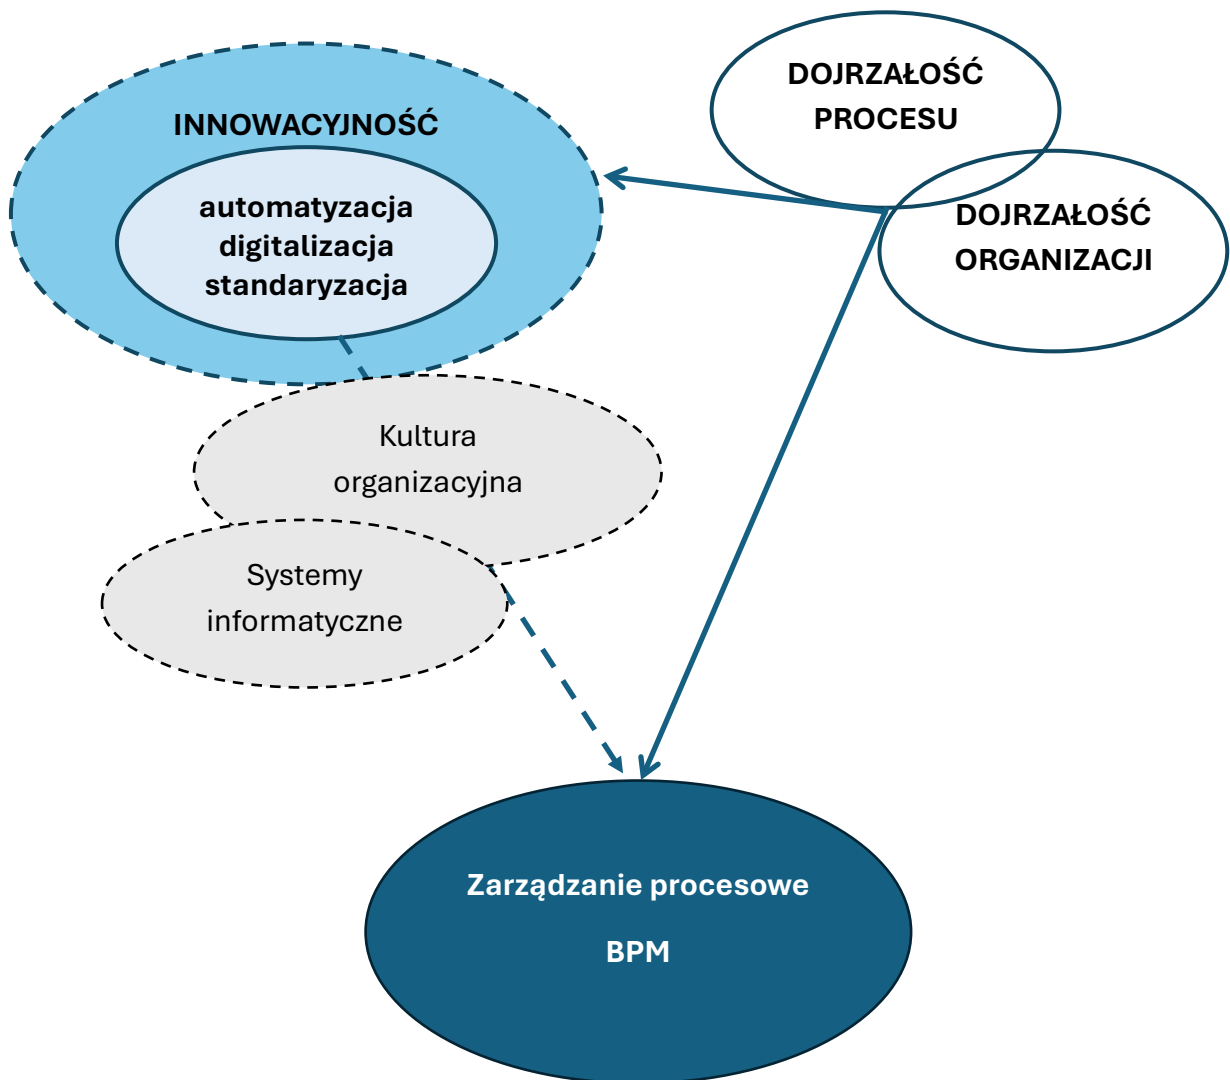 INNOWACYJNOŚĆ
automatyzacja
digitalizacja
standaryzacja
DOJRZAŁOŚĆ
PROCESU
DOJRZAŁOŚĆ
ORGANIZACJI
Kultura
organizacyjna
Systemy
informatyczne
Zarządzanie procesowe
BPM